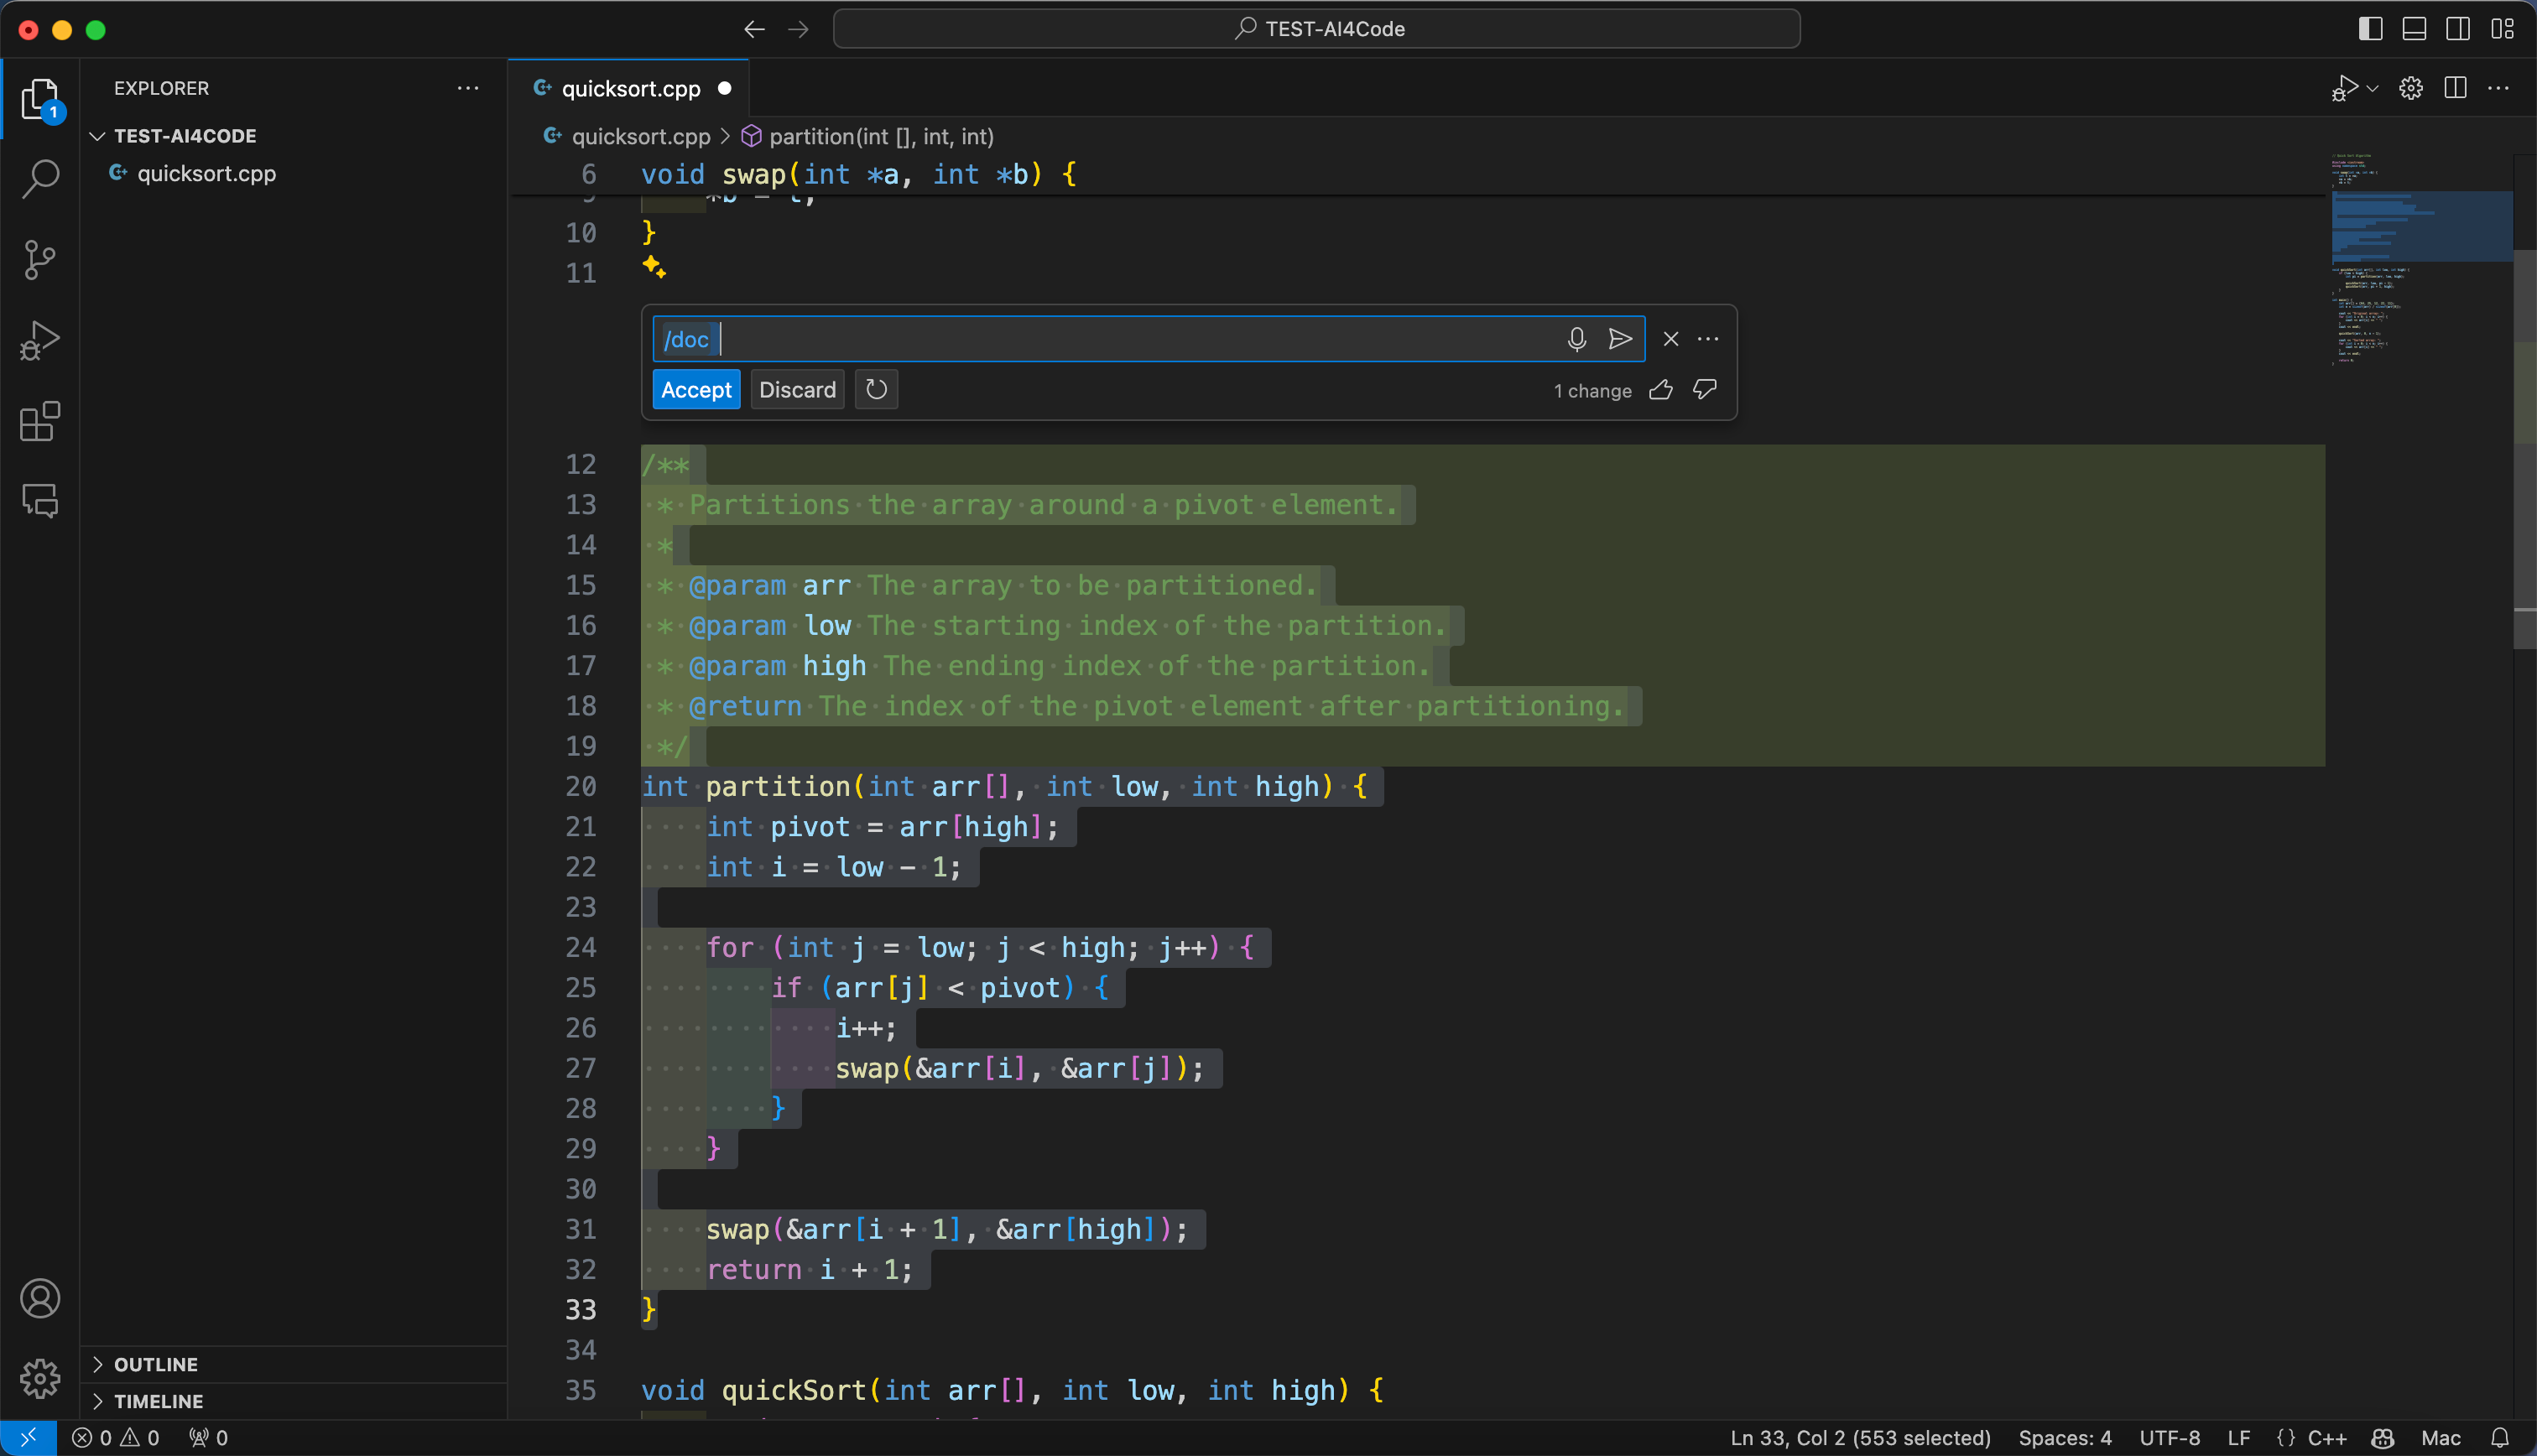 TEST-AI4Code
EXPLORER
quicksort.cpp
1
TEST-AI4CODE
quicksort.cpp > partition(int [], int, int)
quicksort.cpp
6 void swap(int *a, int *b) {
9 *b = t;
10 }
11
/doc
Accept Discard 1 change
12 /**
13 * Partitions the array around a pivot element.
14 *
15 * @param arr The array to be partitioned.
16 * @param low The starting index of the partition.
17 * @param high The ending index of the partition.
18 * @return The index of the pivot element after partitioning.
19 */
20 int partition(int arr[], int low, int high) {
21 int pivot = arr[high];
22 int i = low - 1;
23
24 for (int j = low; j < high; j++) {
25 if (arr[j] < pivot) {
26 i++;
27 swap(&arr[i], &arr[j]);
28 }
29 }
30
31 swap(&arr[i + 1], &arr[high]);
32 return i + 1;
33 }
34
35 void quickSort(int arr[], int low, int high) {
OUTLINE
TIMELINE
0 0 0 Ln 33, Col 2 (553 selected) Spaces: 4 UTF-8 LF {} C++ Mac